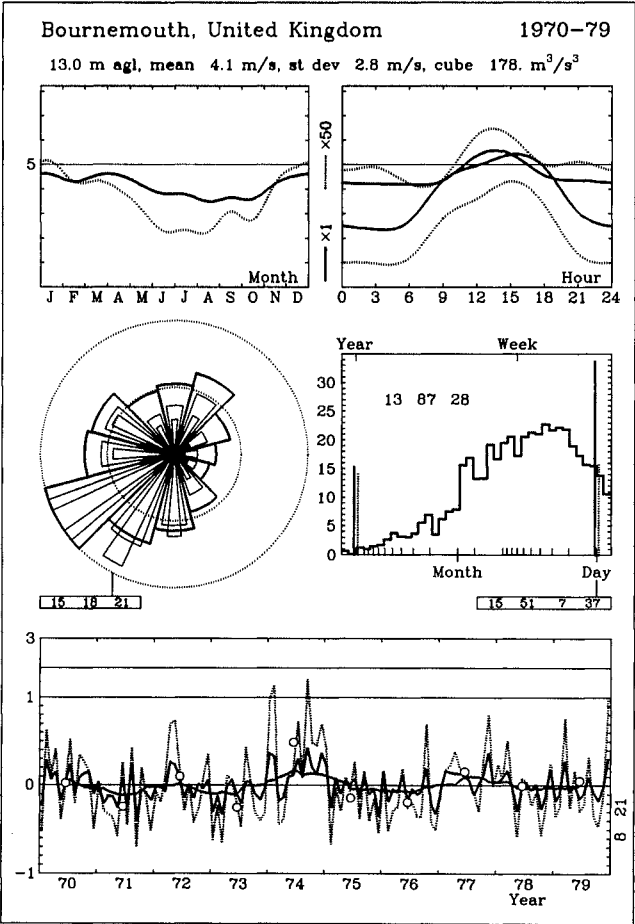 Bournemouth, United Kingdom 1970-79
13.0 m agl, mean 4.1 m/s, st dev 2.8 m/s, cube 178. m³/s³
5
×1 ×50
Month
J F M A M J J A S O N D
Hour
0 3 6 9 12 15 18 21 24
Year Week
35
30
25
20
15
10
5
0
13 87 28
Month Day
15 18 21
15 51 7 37
3
1
0
-1
8 21
70 71 72 73 74 75 76 77 78 79
Year